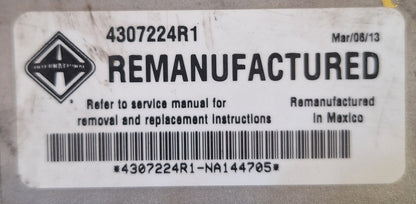 4307224R1
Mar/06/13
INTERNATIONAL
REMANUFACTURED
Refer to service manual for
removal and replacement instructions
Remanufactured
in Mexico
*4307224R1-NA144705*